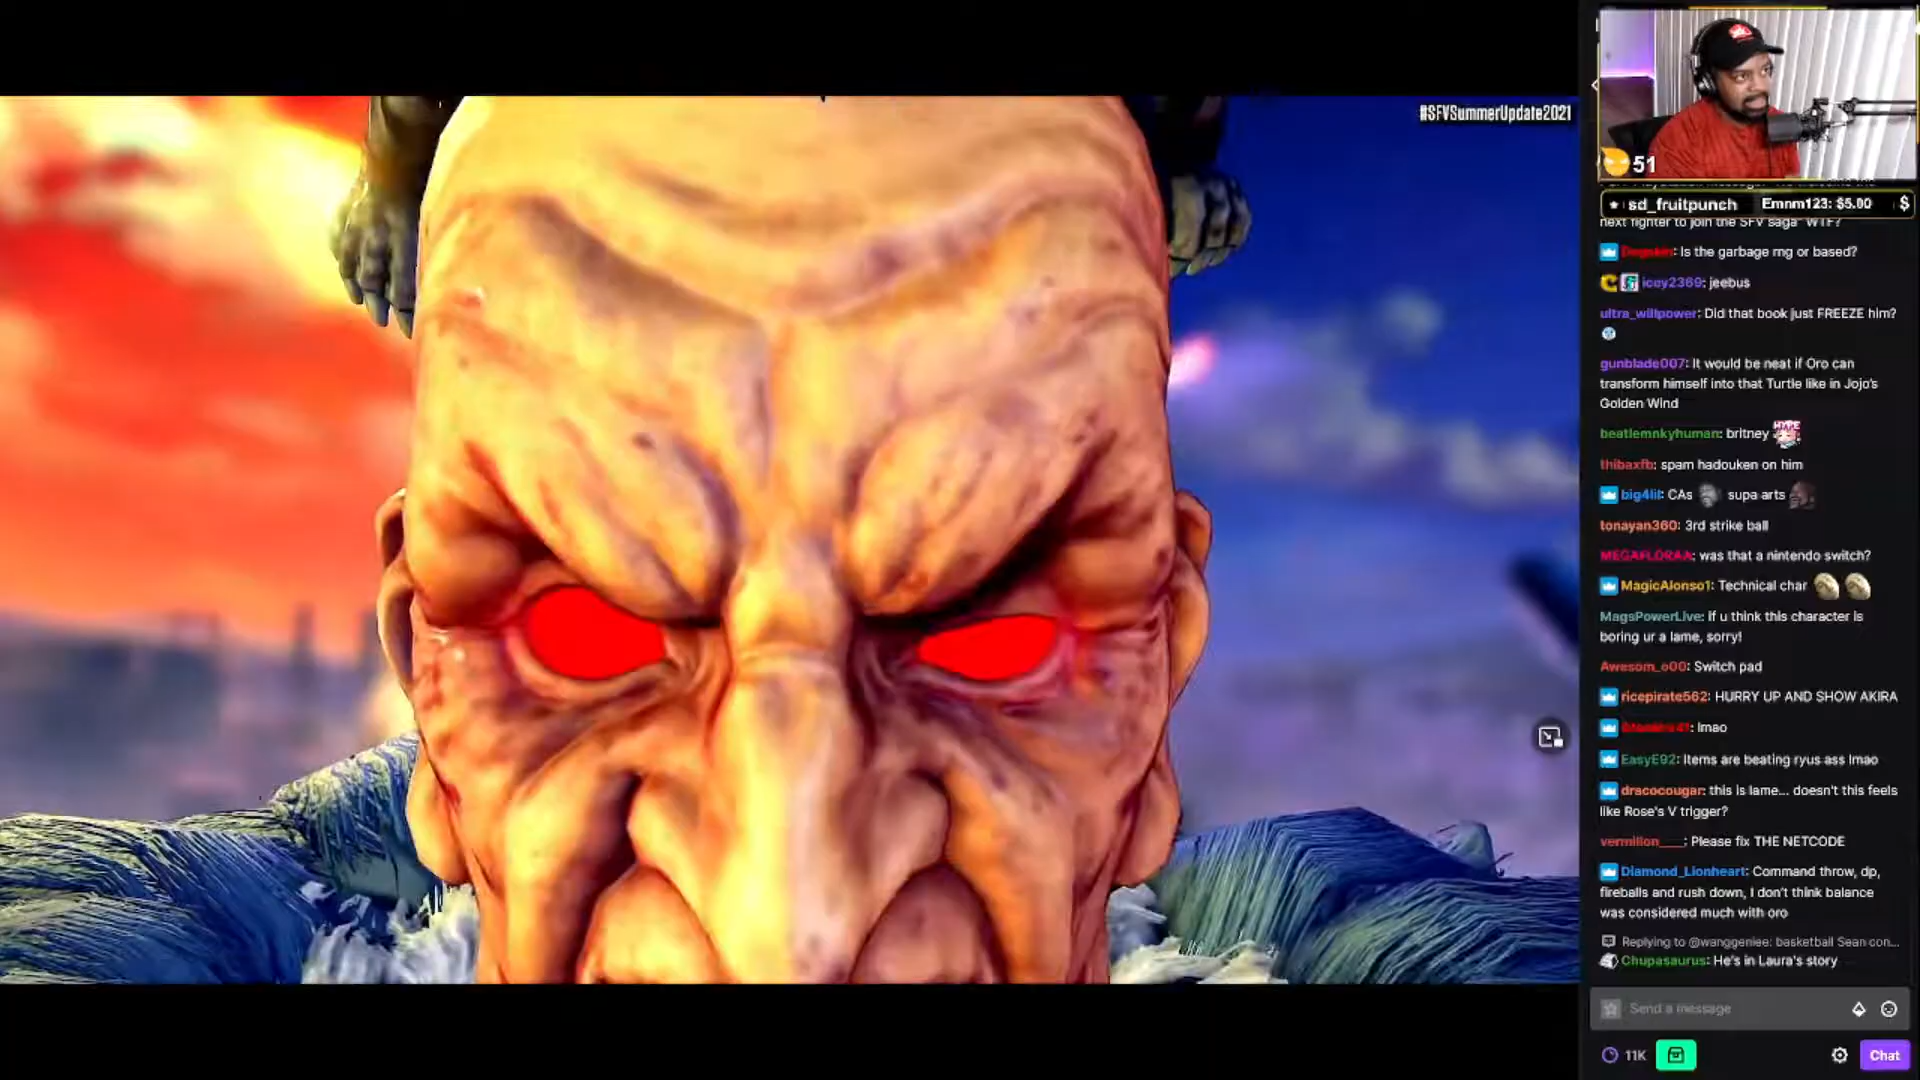 #SFVSummerUpdate2021
51
sd_fruitpunch
Emnm123: $5.00
$
next fighter to join the SFV saga" WTF?
: Is the garbage rng or based?
icey2369: jeebus
ultra_willpower: Did that book just FREEZE him?
gunblade007: It would be neat if Oro can
transform himself into that Turtle like in Jojo's
Golden Wind
beatlemnkyhuman: britney HYPE
thibaxfb: spam hadouken on him
big4lil: CAs supa arts
tonayan360: 3rd strike ball
MEGAFLORAA: was that a nintendo switch?
MagicAlonso1: Technical char
MagsPowerLive: if u think this character is
boring ur a lame, sorry!
Awesom_o00: Switch pad
ricepirate562: HURRY UP AND SHOW AKIRA
: lmao
EasyE92: Items are beating ryus ass lmao
dracocougar: this is lame... doesn't this feels
like Rose's V trigger?
vermilion____: Please fix THE NETCODE
Diamond_Lionheart: Command throw, dp,
fireballs and rush down, I don't think balance
was considered much with oro
Replying to @wanggeniee: basketball Sean con...
Chupasaurus: He's in Laura's story
Send a message
11K
Chat